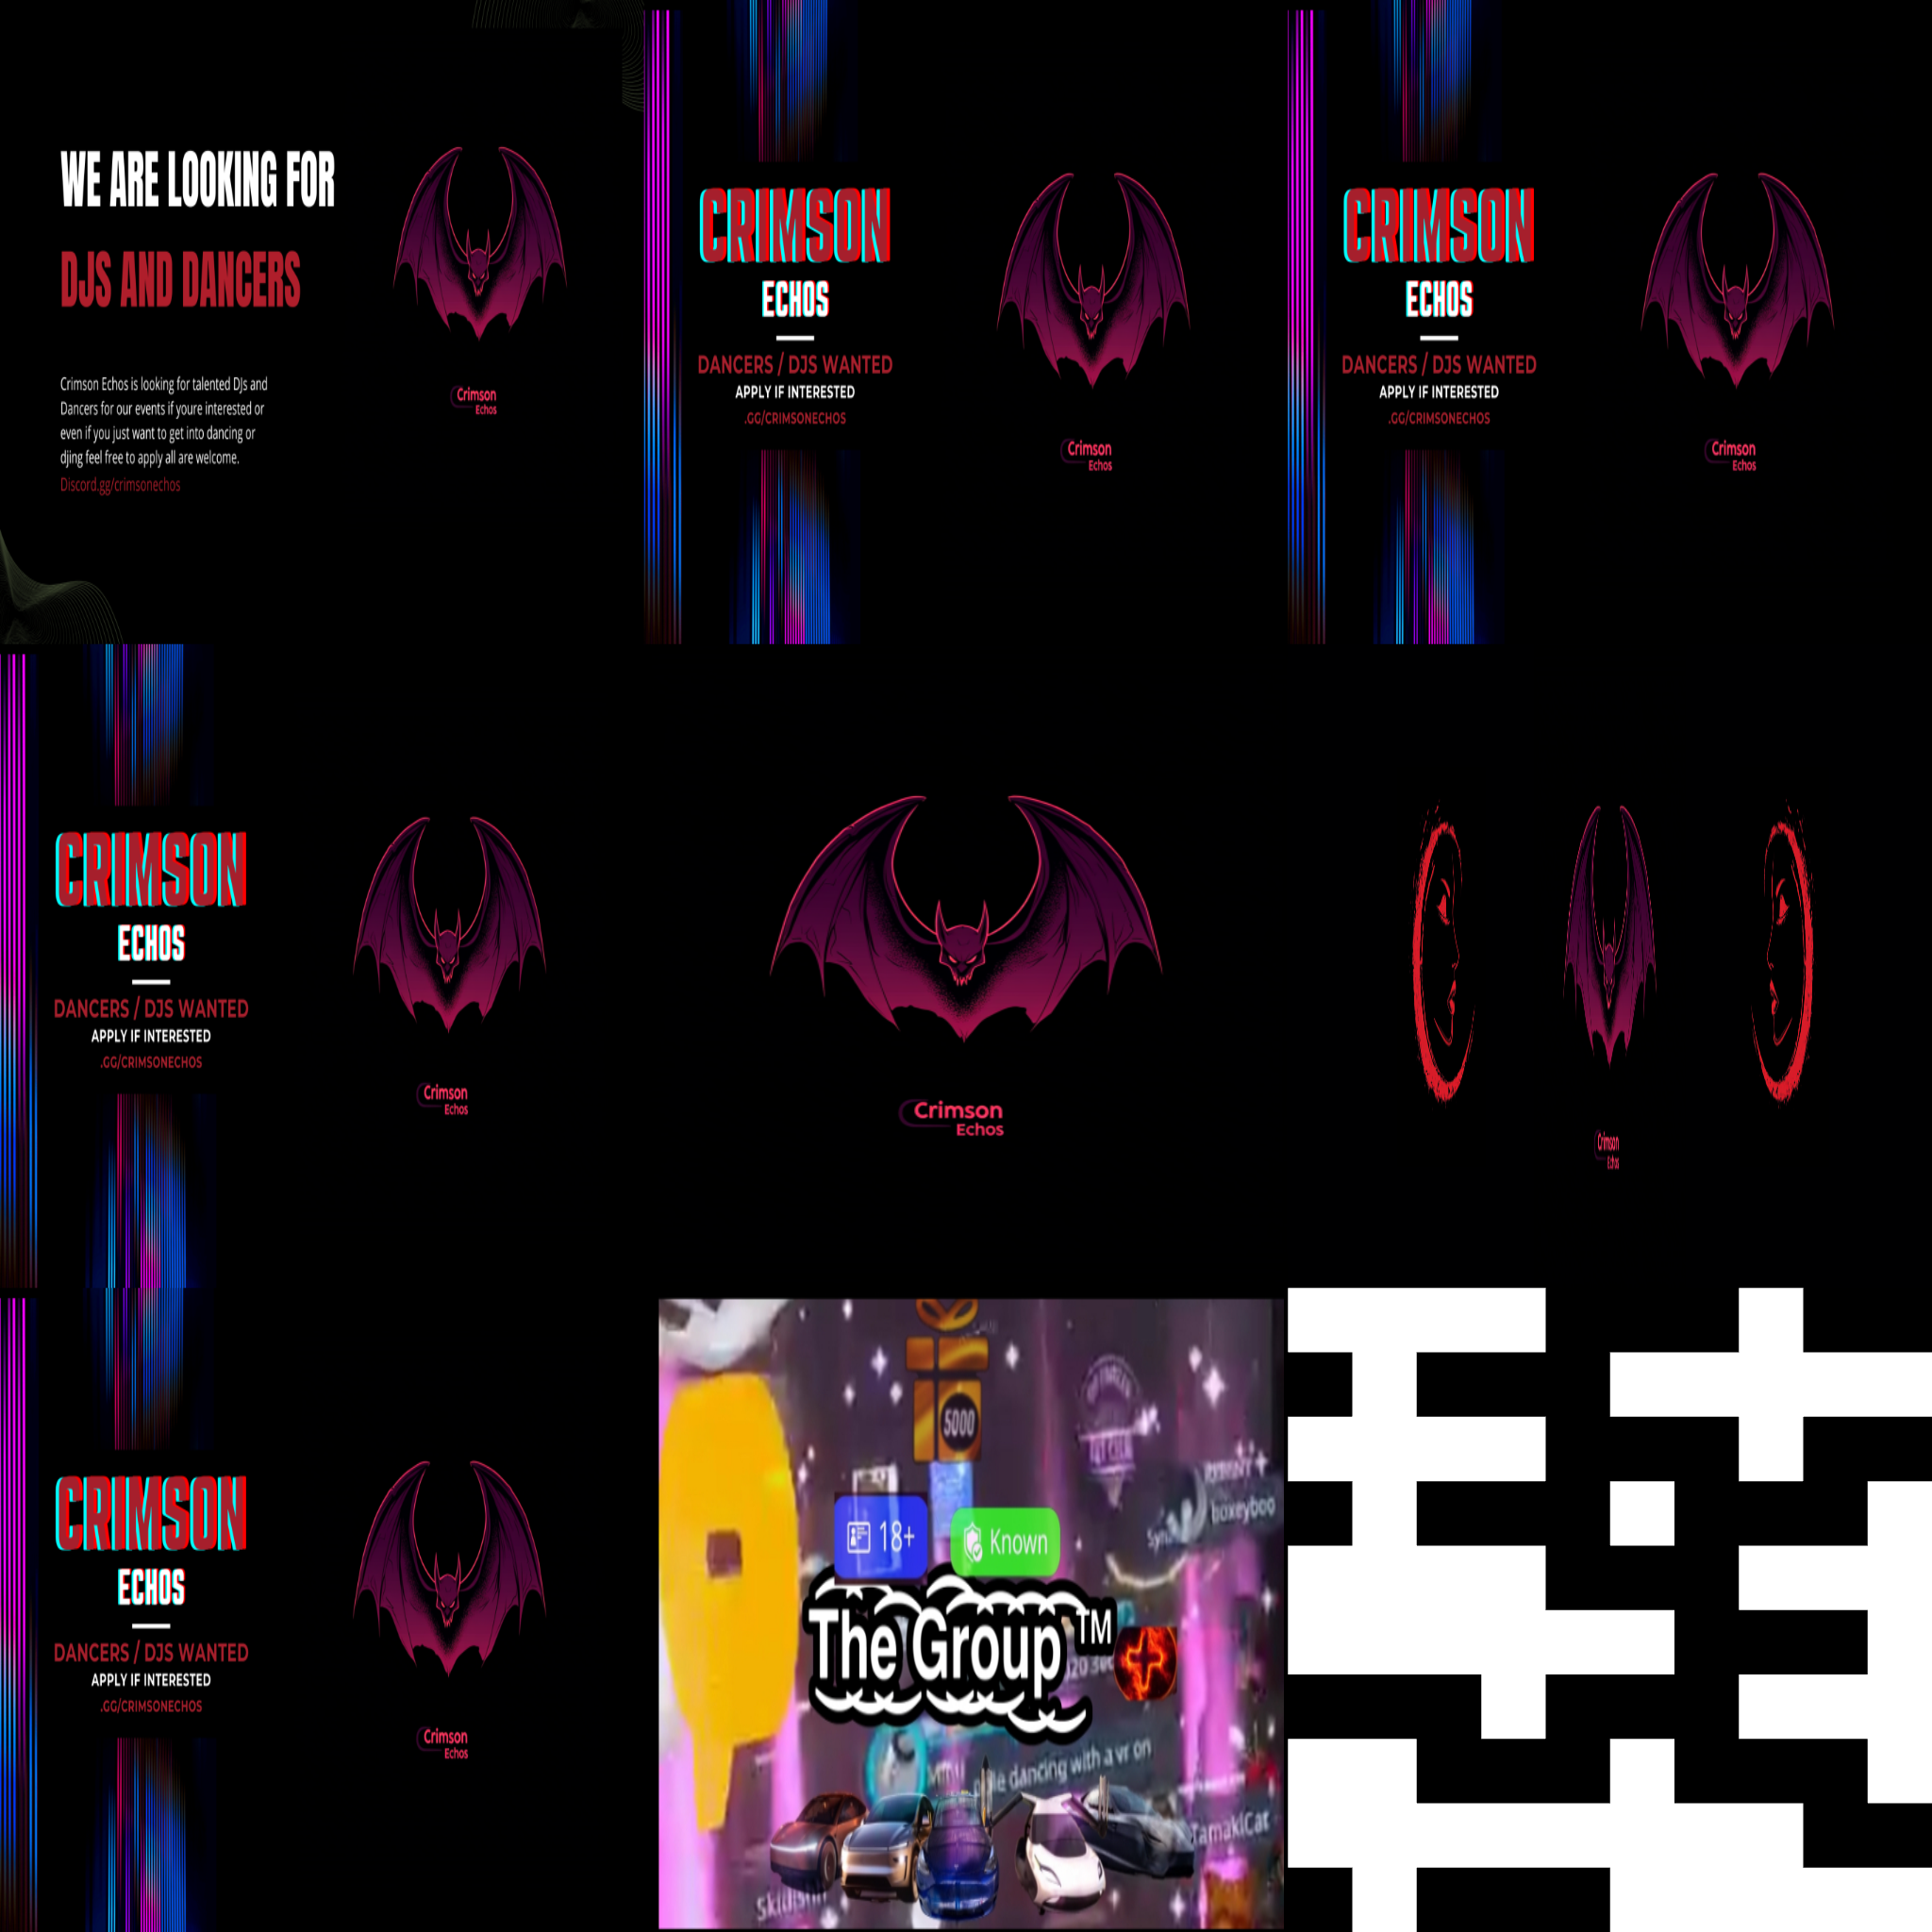 WE ARE LOOKING FOR
DJS AND DANCERS
Crimson Echos is looking for talented DJs and
Dancers for our events if youre interested or
even if you just want to get into dancing or
djing feel free to apply all are welcome.
Discord.gg/crimsonechos
Crimson
Echos
CRIMSON
ECHOS
DANCERS / DJS WANTED
APPLY IF INTERESTED
.GG/CRIMSONECHOS
Crimson
Echos
CRIMSON
ECHOS
DANCERS / DJS WANTED
APPLY IF INTERESTED
.GG/CRIMSONECHOS
Crimson
Echos
CRIMSON
ECHOS
DANCERS / DJS WANTED
APPLY IF INTERESTED
.GG/CRIMSONECHOS
Crimson
Echos
Crimson
Echos
Crimson
Echos
CRIMSON
ECHOS
DANCERS / DJS WANTED
APPLY IF INTERESTED
.GG/CRIMSONECHOS
Crimson
Echos
5000
boxeyboo
18+
Known
The Group™
dancing with a vr on
TamakiCat